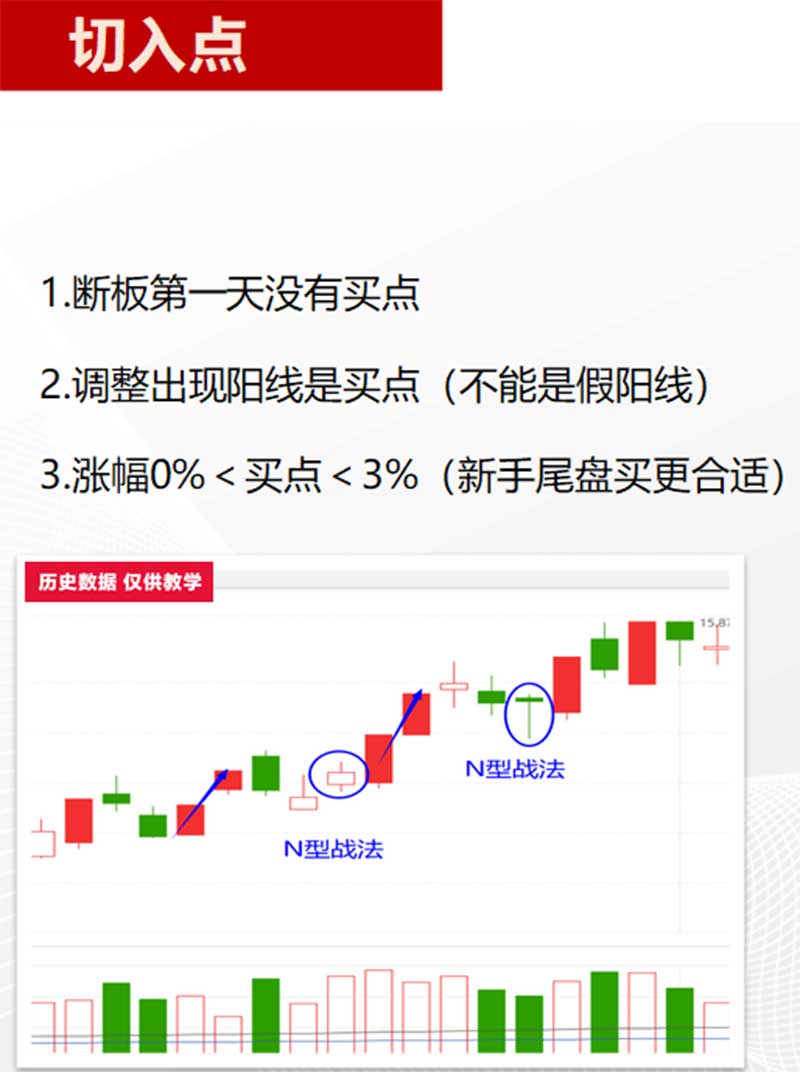 切入点
1.断板第一天没有买点
2.调整出现阳线是买点（不能是假阳线）
3.涨幅0%＜买点＜3%（新手尾盘买更合适）
历史数据 仅供教学
15.87
N型战法
N型战法